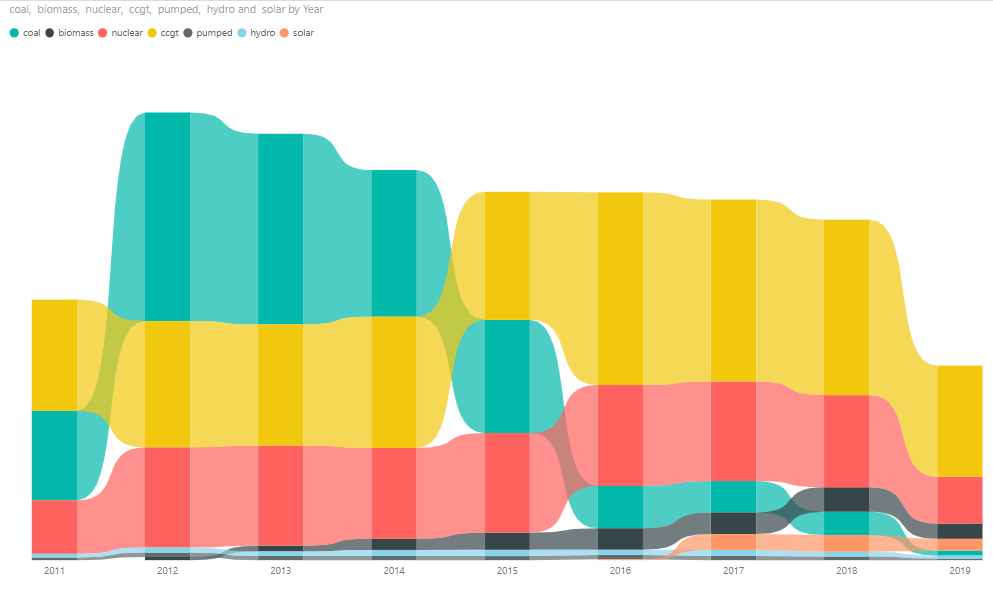 coal, biomass, nuclear, ccgt, pumped, hydro and solar by Year
coal biomass nuclear ccgt pumped hydro solar
2011 2012 2013 2014 2015 2016 2017 2018 2019